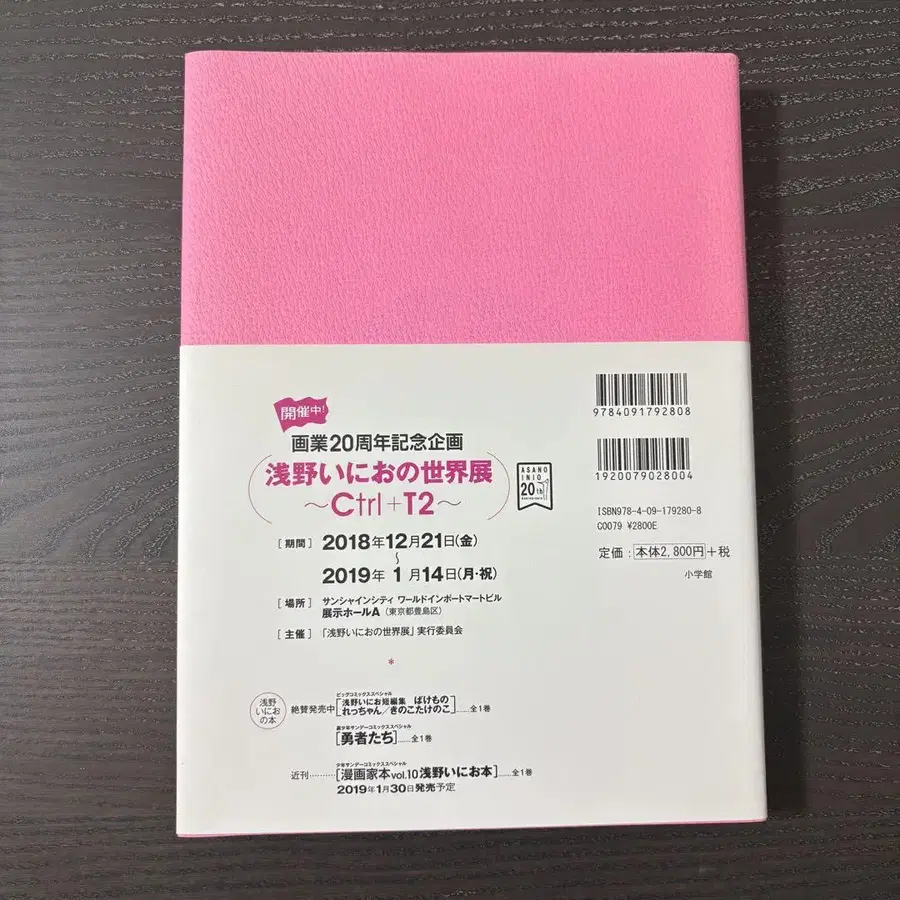 開催中!
画業20周年記念企画
浅野いにおの世界展
~Ctrl+T2~
ASANO
INIO
20th
[期間] 2018年12月21日(金)
~
2019年 1月14日(月・祝)
[場所] サンシャインシティ ワールドインポートマートビル
展示ホールA(東京都豊島区)
[主催] 「浅野いにおの世界展」実行委員会
*
浅野
いにお
の本
絶賛発売中
ビッグコミックススペシャル
[浅野いにお短編集 ばけもの
れっちゃん/きのこたけのこ]……全1巻
裏少年サンデーコミックススペシャル
[勇者たち]……全1巻
少年サンデーコミックススペシャル
近刊………[漫画家本vol.10浅野いにお本]……全1巻
2019年1月30日発売予定
9784091792808
1920079028004
ISBN978-4-09-179280-8
C0079 ¥2800E
定価:本体2,800円+税
小学館